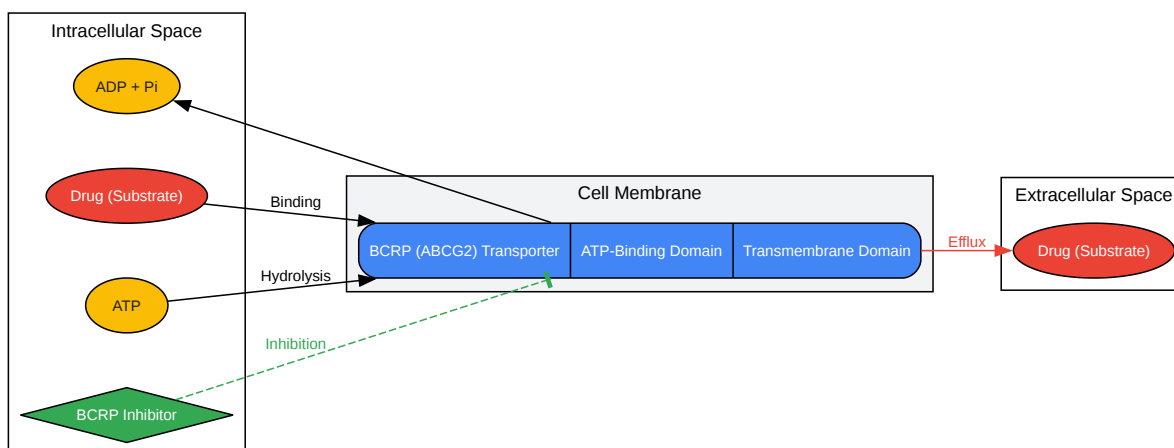 Intracellular Space
ADP + Pi
Drug (Substrate)
ATP
BCRP Inhibitor
Binding
Hydrolysis
Inhibition
Cell Membrane
BCRP (ABCG2) Transporter
ATP-Binding Domain
Transmembrane Domain
Efflux
Extracellular Space
Drug (Substrate)